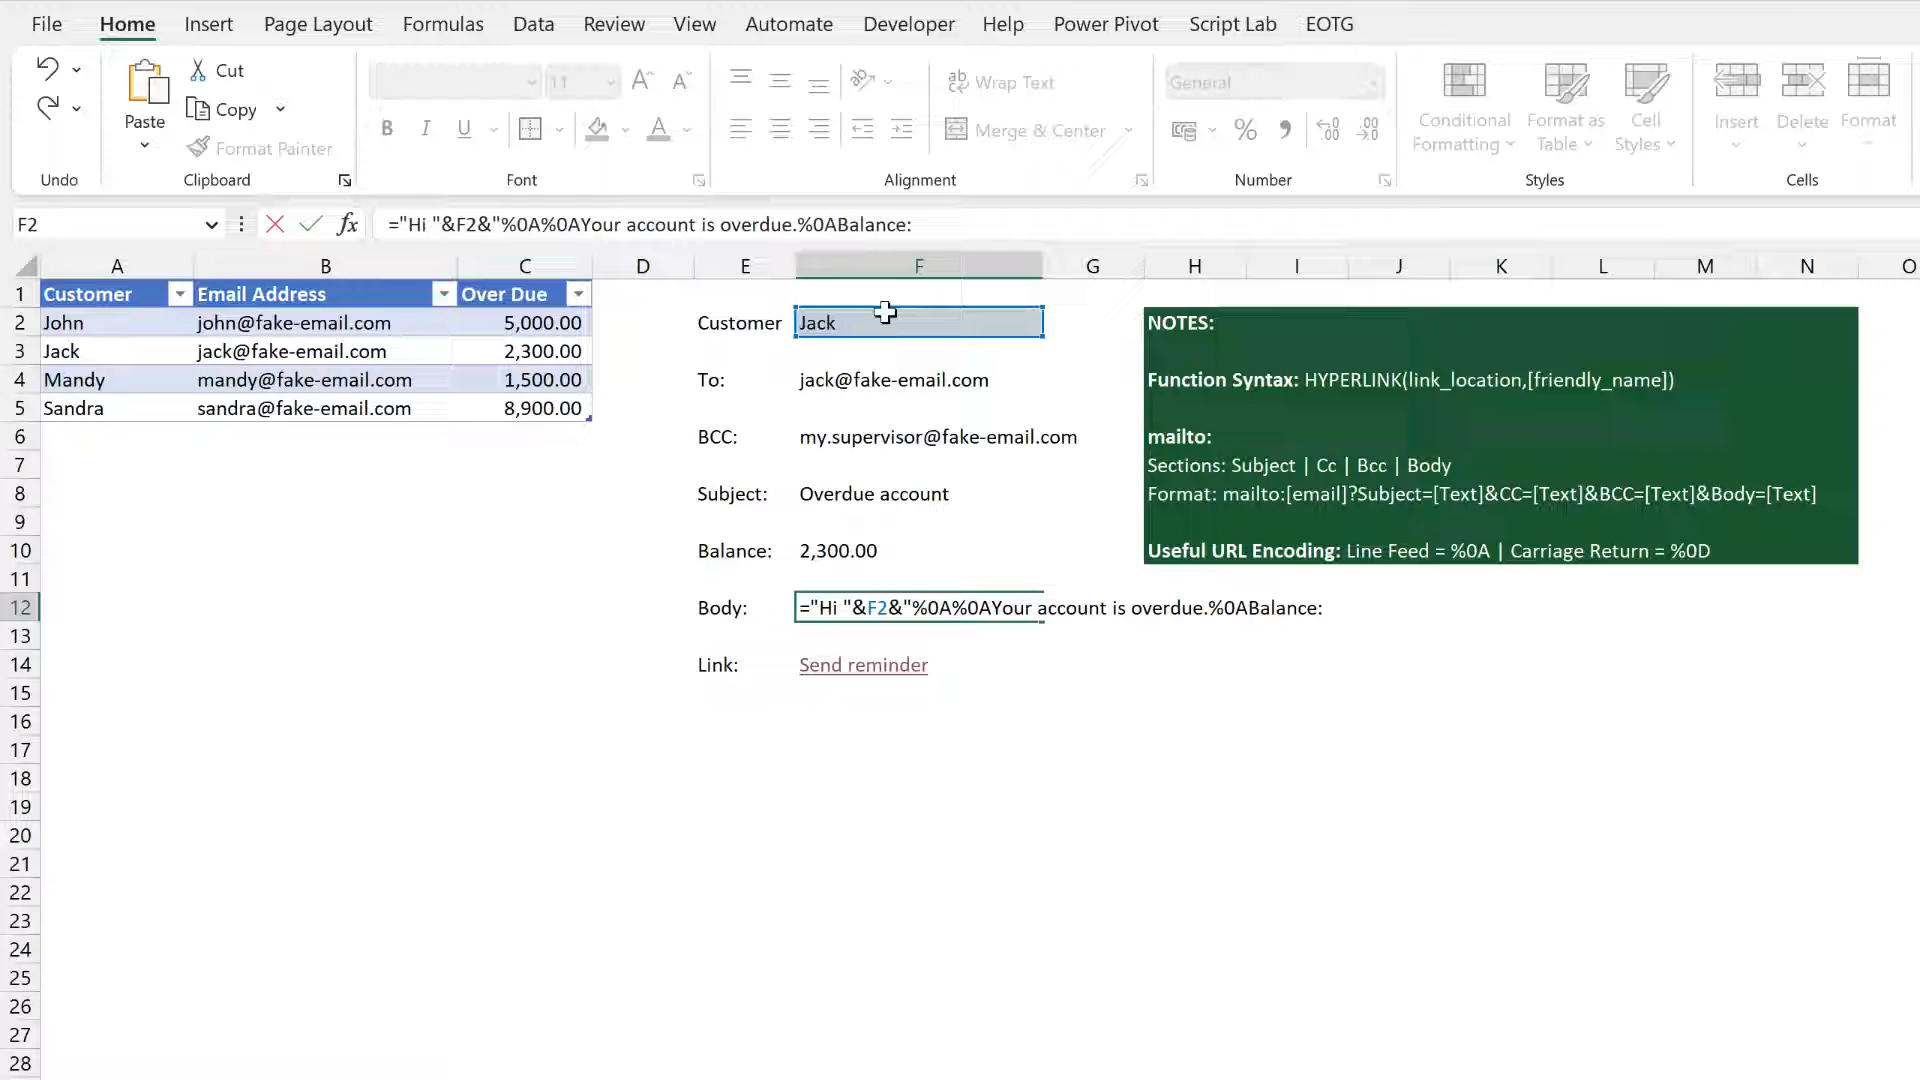 File Home Insert Page Layout Formulas Data Review View Automate Developer Help Power Pivot Script Lab EOTG
Cut
Copy
Paste
Format Painter
11
B I U
Wrap Text
Merge & Center
General
Conditional Formatting
Format as Table
Cell Styles
Insert Delete Format
Undo Clipboard Font Alignment Number Styles Cells
F2 fx ="Hi "&F2&"%0A%0AYour account is overdue.%0ABalance:
A B C D E F G H I J K L M N O
1 Customer Email Address Over Due
2 John john@fake-email.com 5,000.00 Customer Jack NOTES:
3 Jack jack@fake-email.com 2,300.00
4 Mandy mandy@fake-email.com 1,500.00 To: jack@fake-email.com Function Syntax: HYPERLINK(link_location,[friendly_name])
5 Sandra sandra@fake-email.com 8,900.00
6 BCC: my.supervisor@fake-email.com mailto:
7 Sections: Subject | Cc | Bcc | Body
8 Subject: Overdue account Format: mailto:[email]?Subject=[Text]&CC=[Text]&BCC=[Text]&Body=[Text]
9
10 Balance: 2,300.00 Useful URL Encoding: Line Feed = %0A | Carriage Return = %0D
11
12 Body: ="Hi "&F2&"%0A%0AYour account is overdue.%0ABalance:
13
14 Link: Send reminder
15
16
17
18
19
20
21
22
23
24
25
26
27
28